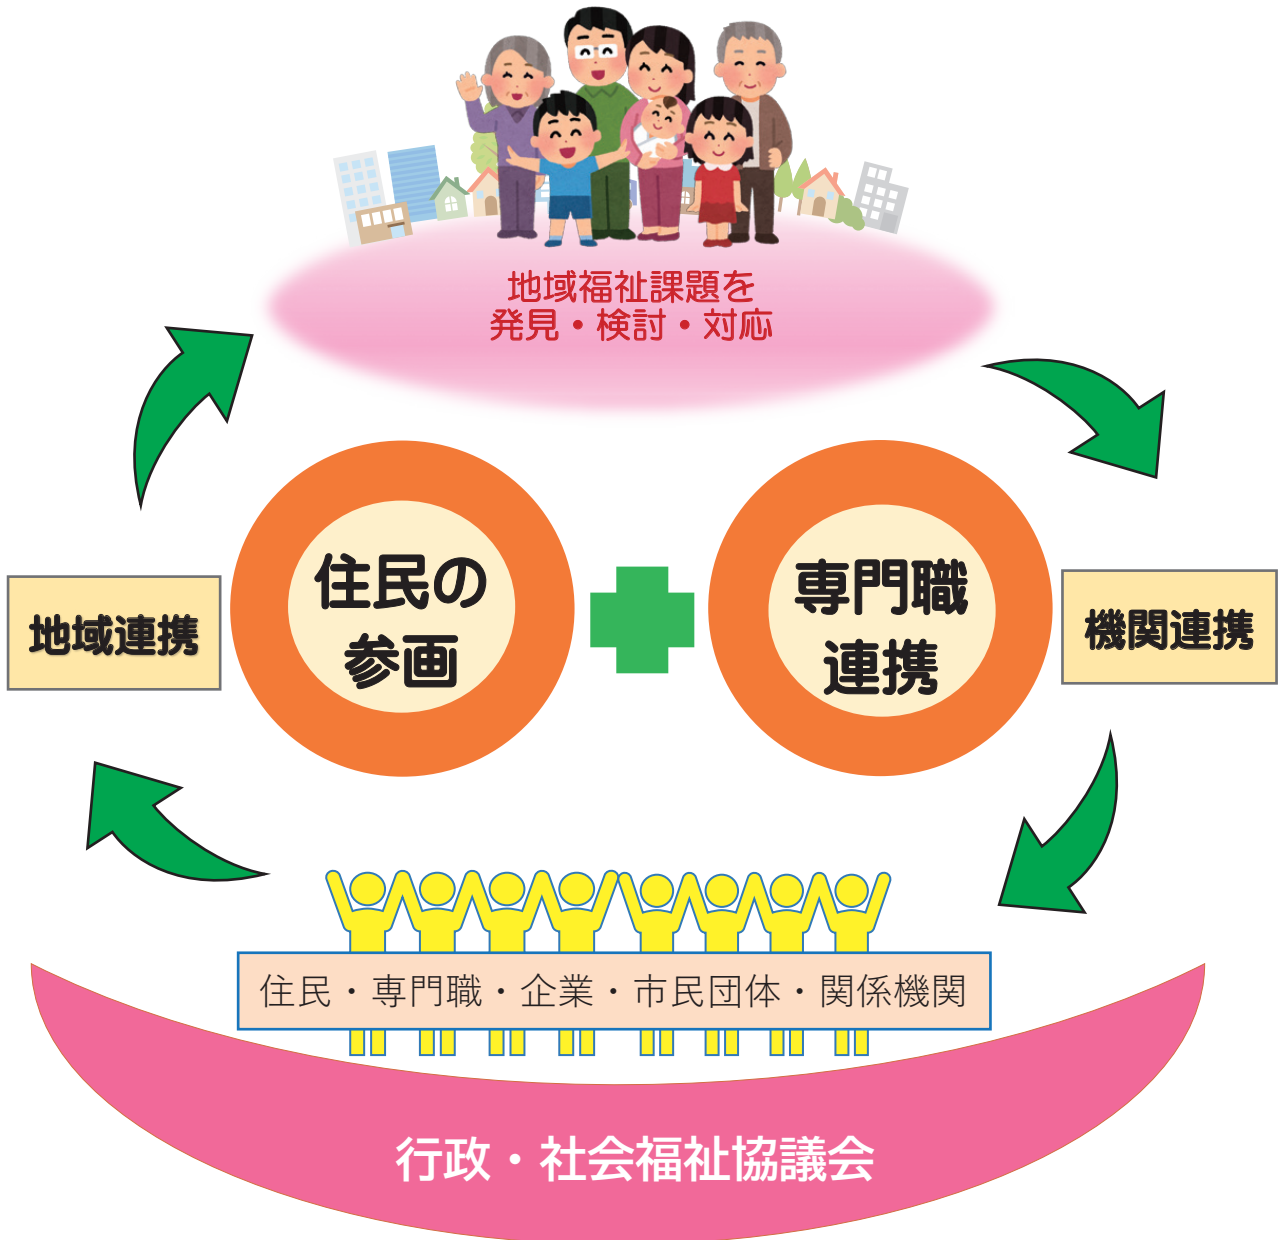 地域福祉課題を
発見・検討・対応
住民の
参画
専門職
連携
地域連携
機関連携
住民・専門職・企業・市民団体・関係機関
行政・社会福祉協議会